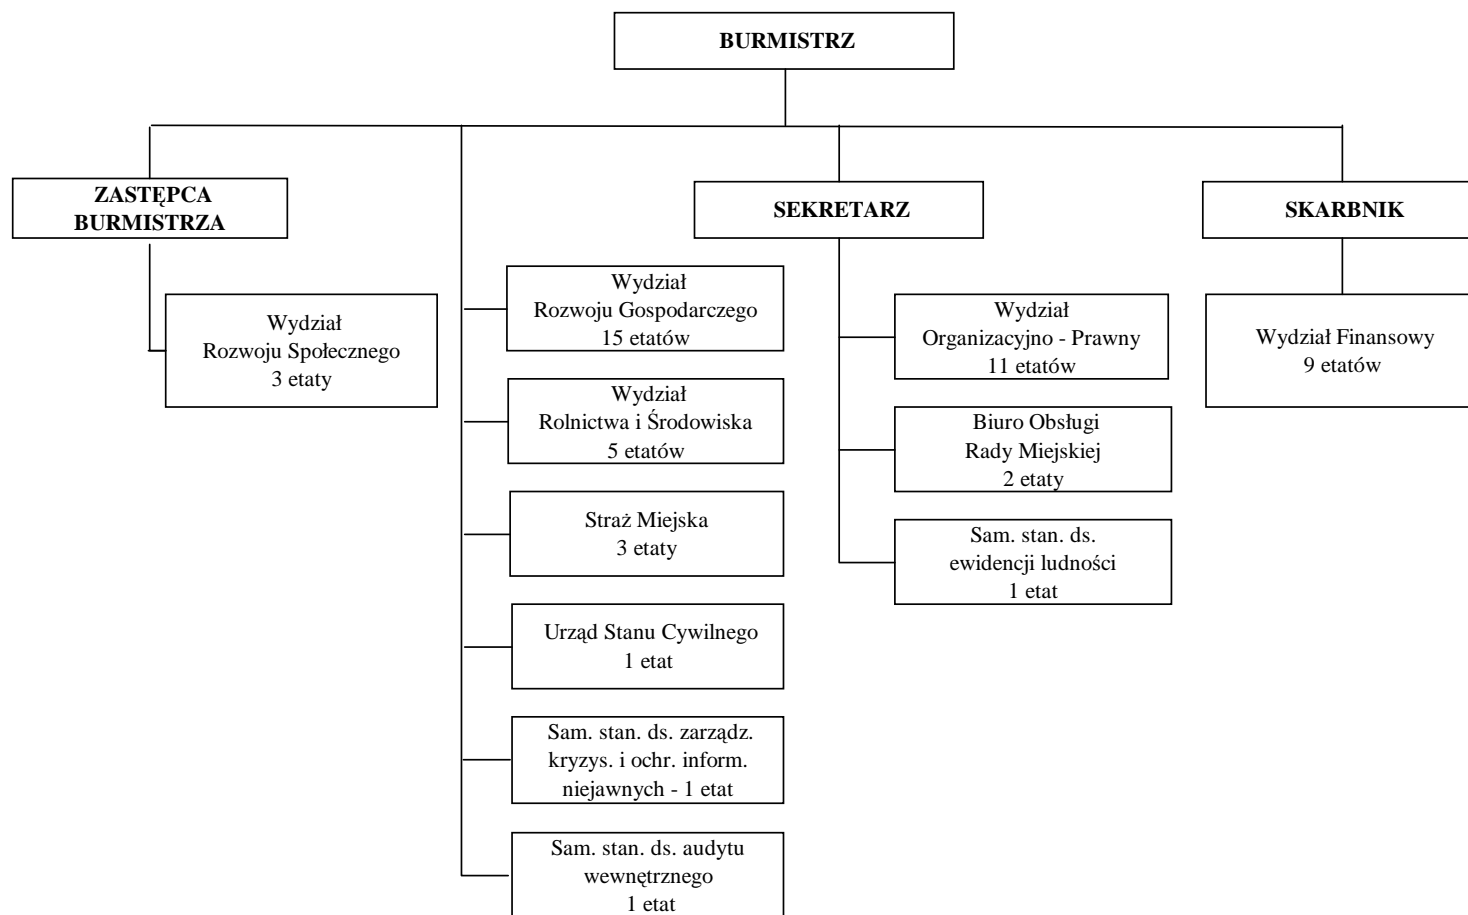 BURMISTRZ
ZASTĘPCA
BURMISTRZA
SEKRETARZ
SKARBNIK
Wydział
Rozwoju Społecznego
3 etaty
Wydział
Rozwoju Gospodarczego
15 etatów
Wydział
Rolnictwa i Środowiska
5 etatów
Straż Miejska
3 etaty
Urząd Stanu Cywilnego
1 etat
Sam. stan. ds. zarządz.
kryzys. i ochr. inform.
niejawnych - 1 etat
Sam. stan. ds. audytu
wewnętrznego
1 etat
Wydział
Organizacyjno - Prawny
11 etatów
Biuro Obsługi
Rady Miejskiej
2 etaty
Sam. stan. ds.
ewidencji ludności
1 etat
Wydział Finansowy
9 etatów